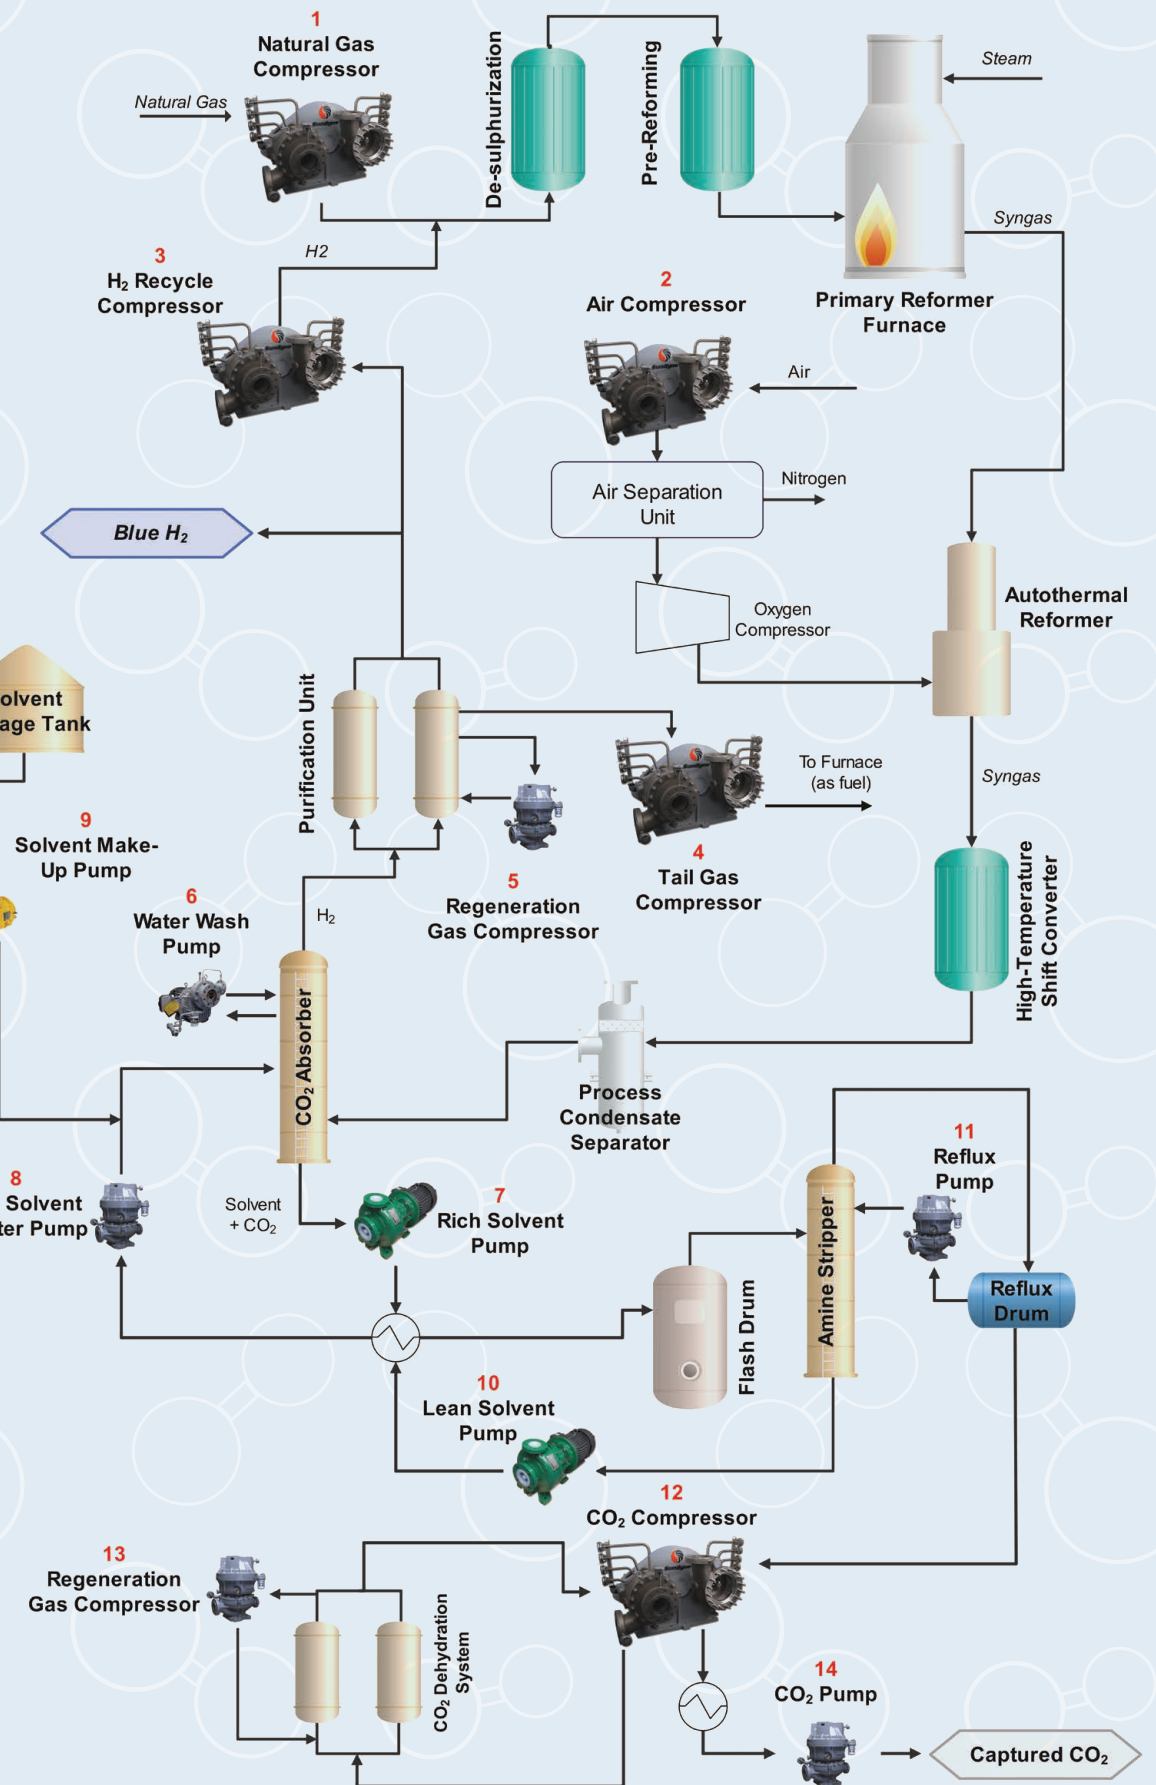 1
Natural Gas
Compressor
Natural Gas
De-sulphurization
Pre-Reforming
Steam
Syngas
Primary Reformer
Furnace
3
H₂ Recycle
Compressor
H2
2
Air Compressor
Air
Air Separation
Unit
Nitrogen
Blue H₂
Oxygen
Compressor
Autothermal
Reformer
olvent
age Tank
Purification Unit
To Furnace
(as fuel)
Syngas
9
Solvent Make-
Up Pump
4
Tail Gas
Compressor
5
Regeneration
Gas Compressor
6
Water Wash
Pump
H₂
High-Temperature
Shift Converter
CO₂ Absorber
Process
Condensate
Separator
8
Solvent
ter Pump
Solvent
+ CO₂
7
Rich Solvent
Pump
11
Reflux
Pump
Amine Stripper
Reflux
Drum
Flash Drum
10
Lean Solvent
Pump
12
CO₂ Compressor
13
Regeneration
Gas Compressor
CO₂ Dehydration
System
14
CO₂ Pump
Captured CO₂